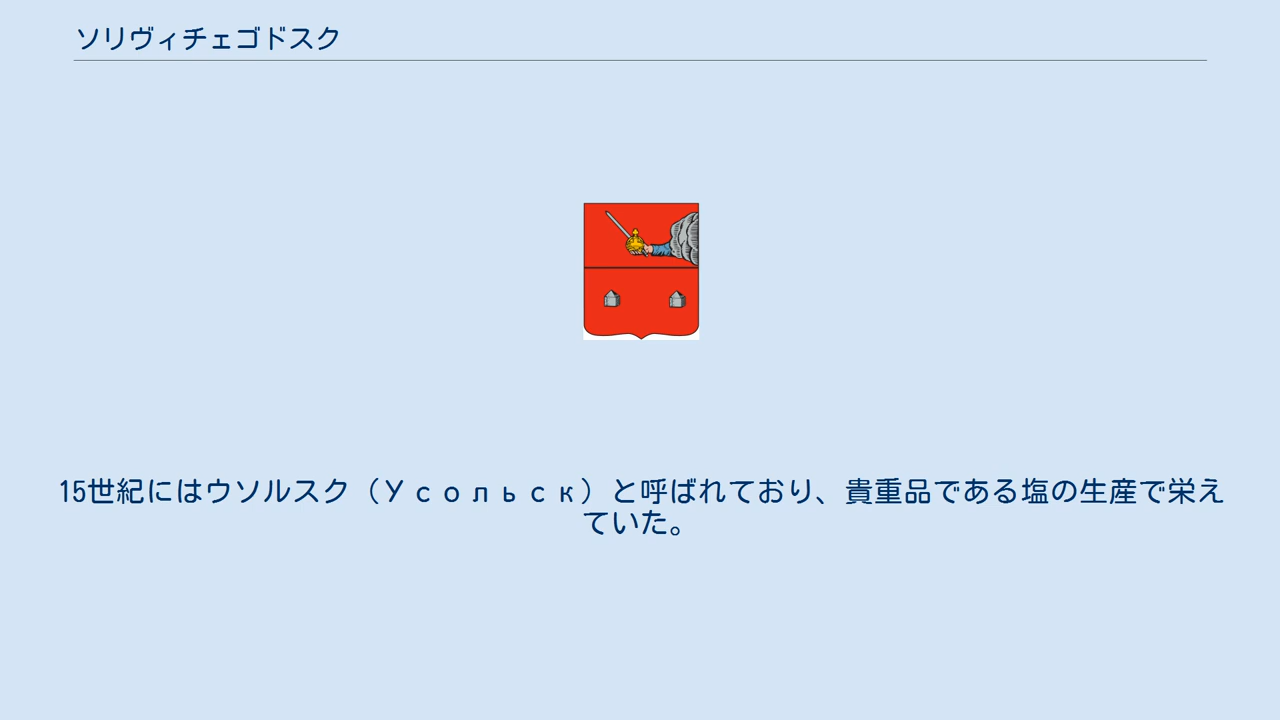 ソリヴィチェゴドスク
15世紀にはウソルスク（Усольск）と呼ばれており、貴重品である塩の生産で栄え
ていた。